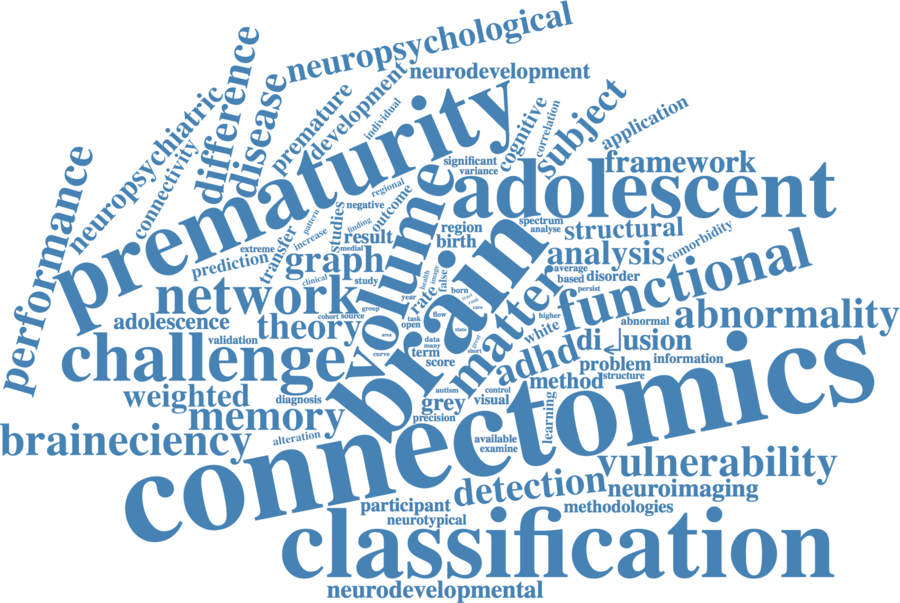 neuropsychological
difference
neurodevelopment
disease
development
premature
individual
neuropsychiatric
connectivity
prematurity
cognitive
correlation
subject
application
significant
variance
framework
performance
adolescent
regional
outcome
negative
pattern
studies
finding
increase
volume
region
birth
spectrum
analyse
structural
extreme
prediction
transfer
result
medial
graph
analysis
comorbidity
clinical
study
health
image
false
brain
average
based
disorder
persist
network
year
rate
born
functional
group
matter
adolescence
theory
cohort
source
task
open
flow
higher
white
abnormal
abnormality
validation
area
state
data
many
di
lusion
challenge
curve
term
score
great
short
adhd
problem
information
method
structure
weighted
diagnosis
autism
control
grey
visual
memory
precision
learning
braineciency
alteration
available
examine
connectomics
vulnerability
detection
neuroimaging
participant
methodologies
neurotypical
classification
neurodevelopmental